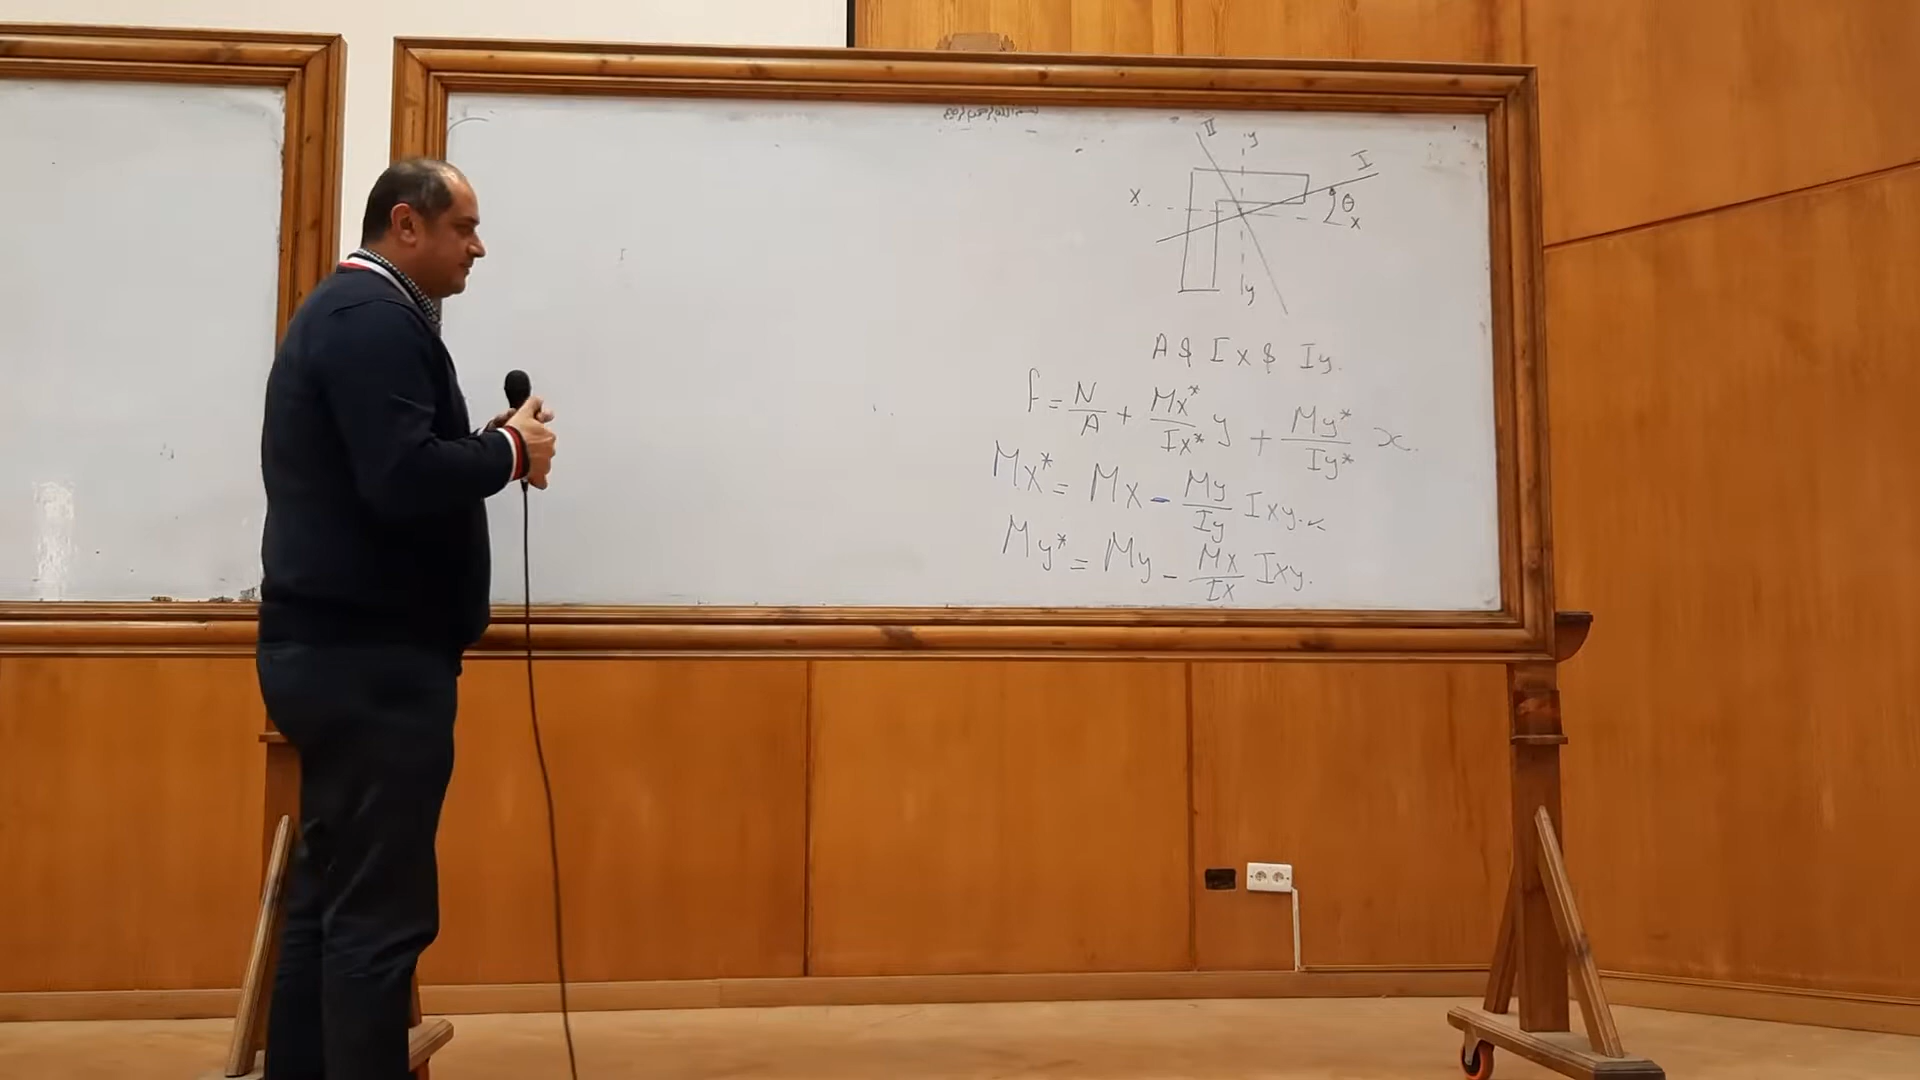 II
y
I
x
θ
x
y
A & Ix & Iy.
f = N/A + Mx*/Ix* y + My*/Iy* x.
Mx* = Mx - My/Iy Ixy.
My* = My - Mx/Ix Ixy.